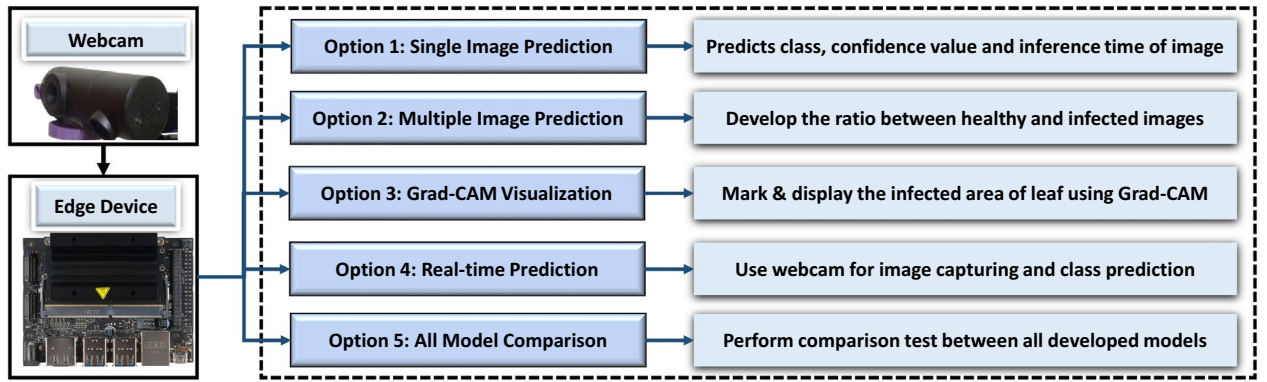 Webcam
Edge Device
Option 1: Single Image Prediction
Predicts class, confidence value and inference time of image
Option 2: Multiple Image Prediction
Develop the ratio between healthy and infected images
Option 3: Grad-CAM Visualization
Mark & display the infected area of leaf using Grad-CAM
Option 4: Real-time Prediction
Use webcam for image capturing and class prediction
Option 5: All Model Comparison
Perform comparison test between all developed models